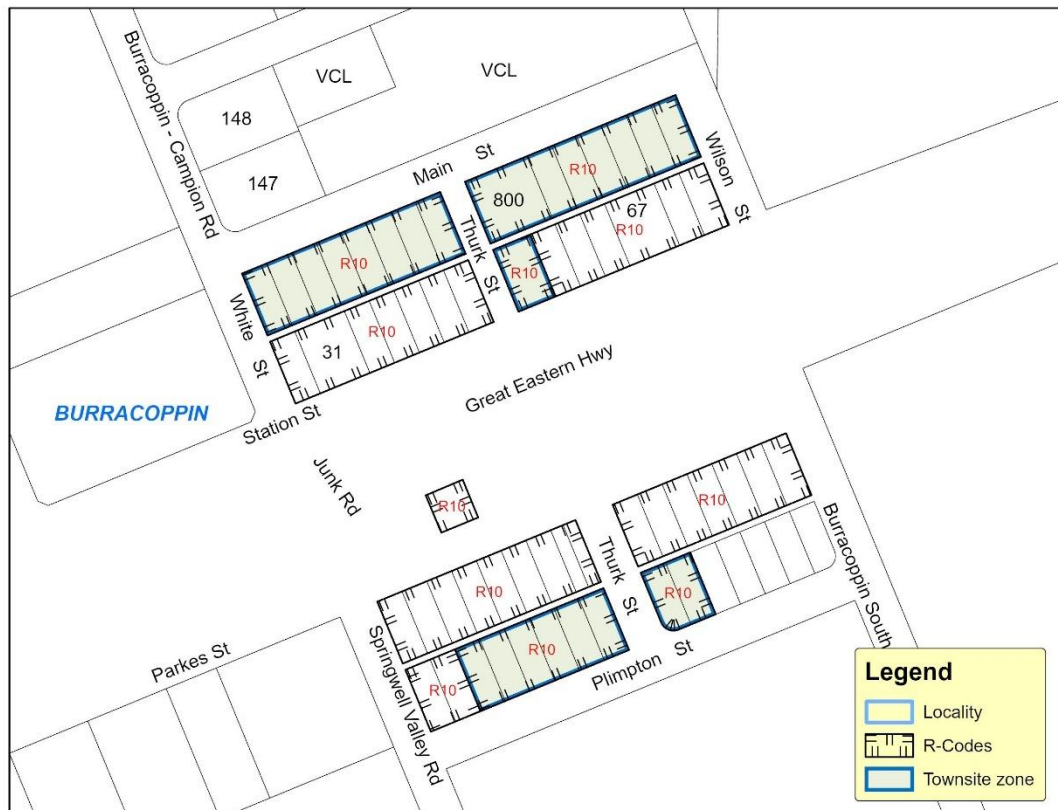 Burracoppin - Campion Rd
VCL
VCL
148
147
Main St
Wilson St
R10
800
67
R10
Thurk St
R10
R10
White St
31
R10
Great Eastern Hwy
BURRACOPPIN
Station St
Junk Rd
R10
R10
Thurk St
Burracoppin South
R10
R10
R10
R10
Parkes St
Springwell Valley Rd
Plimpton St
Legend
Locality
R-Codes
Townsite zone